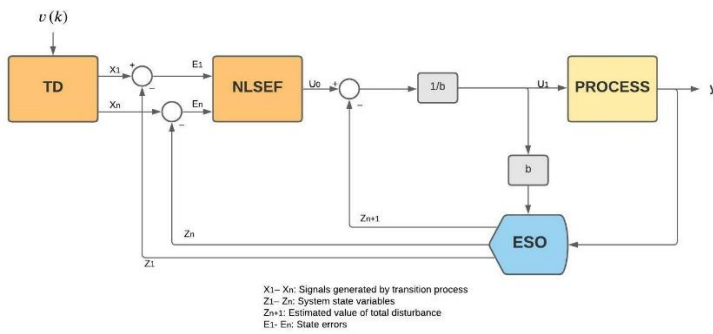 v(k)
X1
+
−
E1
TD
NLSEF
U0
+
−
1/b
U1
PROCESS
y
Xn
−
En
b
Zn+1
Zn
ESO
Z1
X1– Xn: Signals generated by transition process
Z1– Zn: System state variables
Zn+1: Estimated value of total disturbance
E1- En: State errors